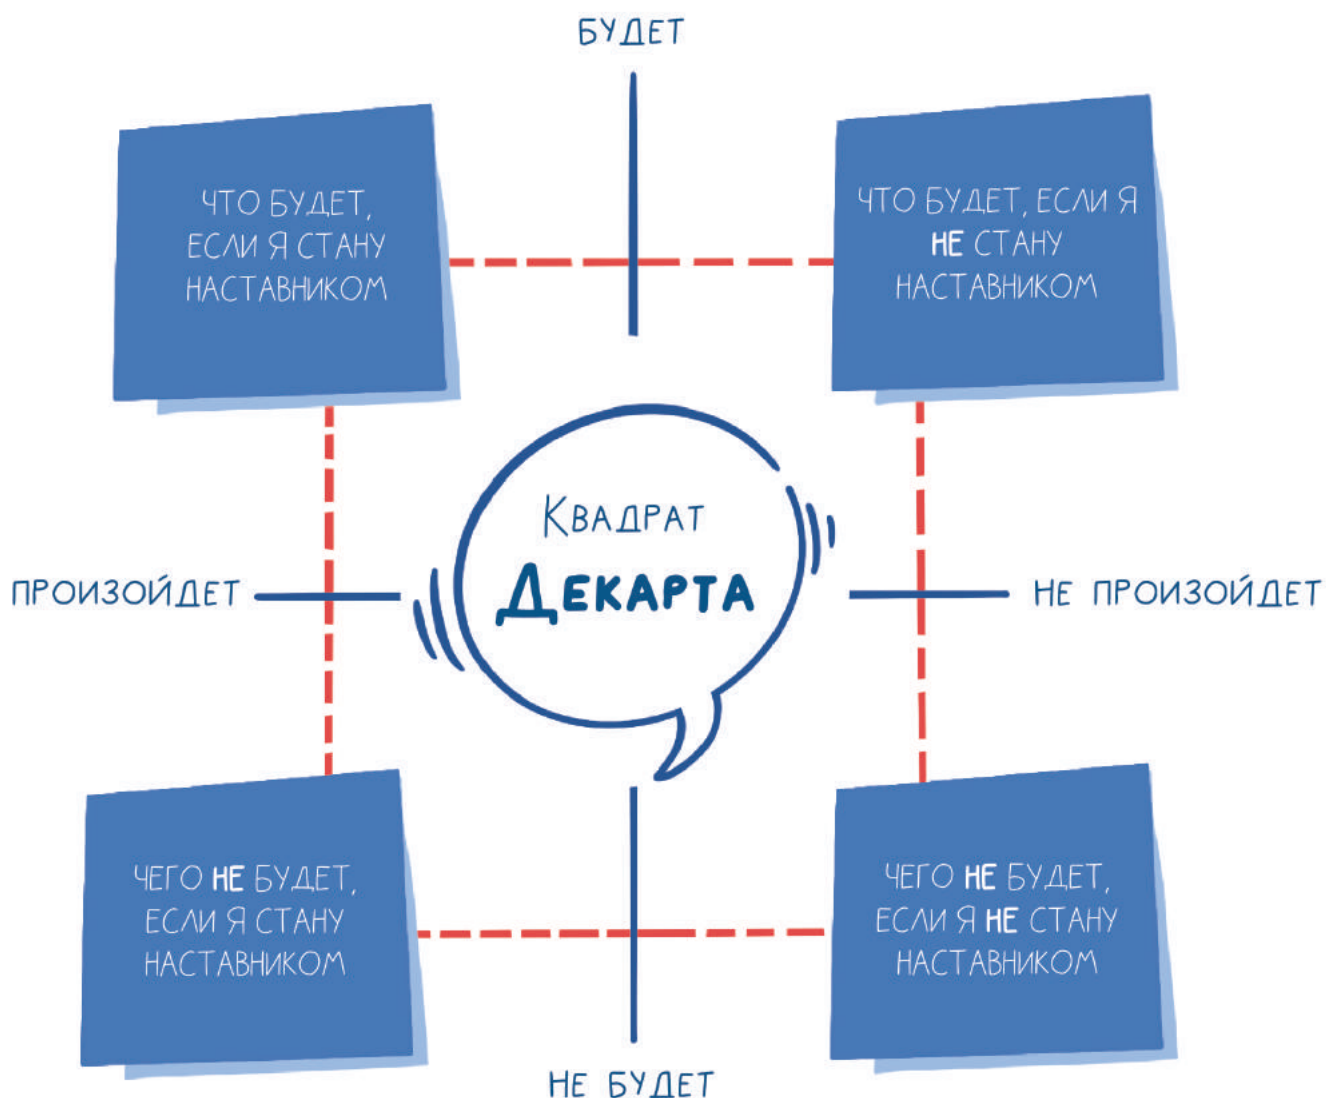 БУДЕТ
ЧТО БУДЕТ,
ЕСЛИ Я СТАНУ
НАСТАВНИКОМ
ЧТО БУДЕТ, ЕСЛИ Я
НЕ СТАНУ
НАСТАВНИКОМ
КВАДРАТ
ДЕКАРТА
ПРОИЗОЙДЕТ
НЕ ПРОИЗОЙДЕТ
ЧЕГО НЕ БУДЕТ,
ЕСЛИ Я СТАНУ
НАСТАВНИКОМ
ЧЕГО НЕ БУДЕТ,
ЕСЛИ Я НЕ СТАНУ
НАСТАВНИКОМ
НЕ БУДЕТ